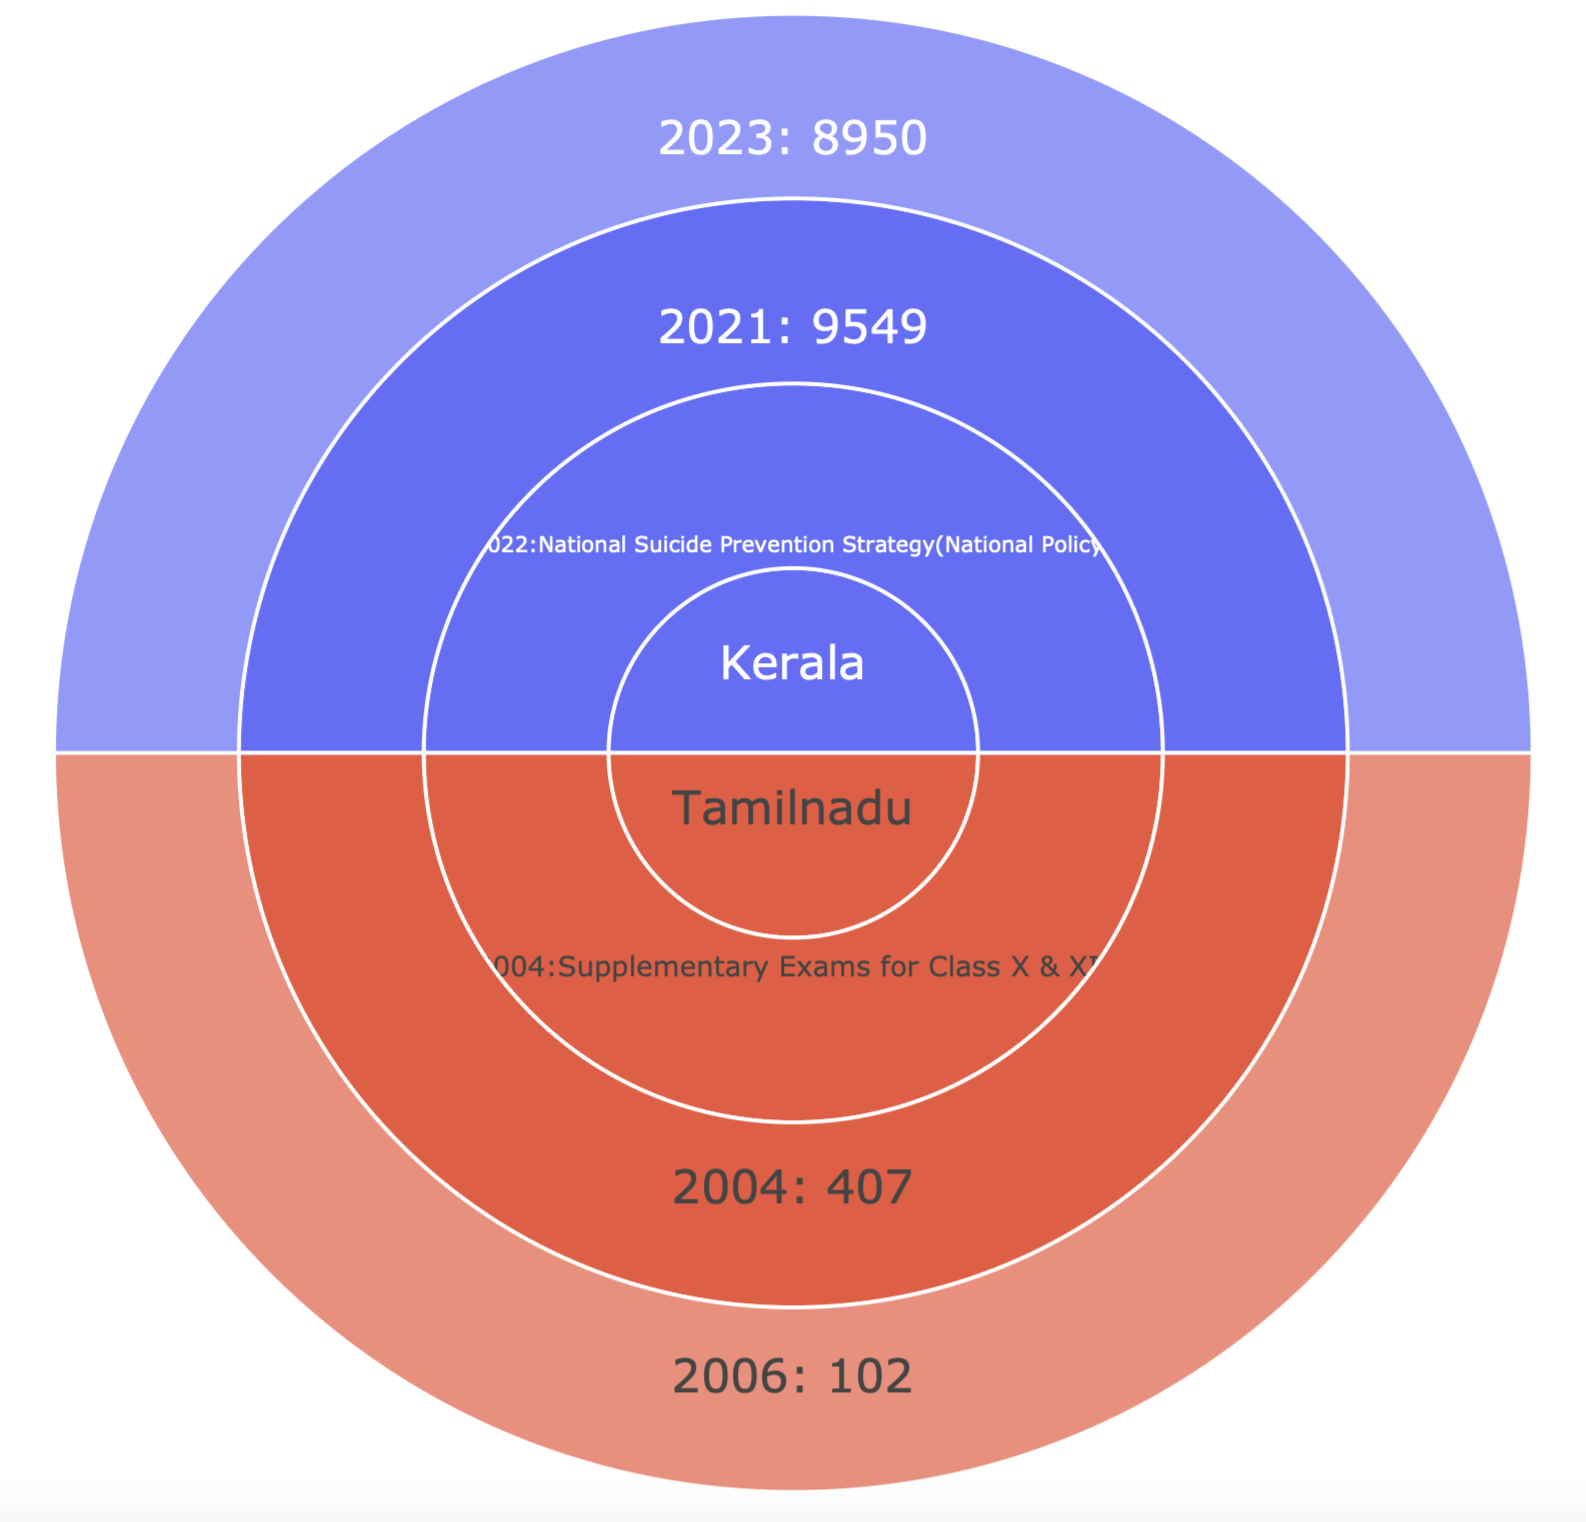 2023: 8950
2021: 9549
022:National Suicide Prevention Strategy(National Policy
Kerala
Tamilnadu
004:Supplementary Exams for Class X &
2004: 407
2006: 102